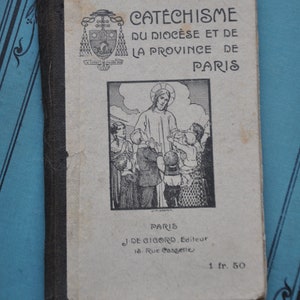 CATÉCHISME
DU DIOCÈSE ET DE
LA PROVINCE DE
PARIS
PARIS
J. DE GIGORD, Éditeur
15, Rue Cassette
1 fr. 50